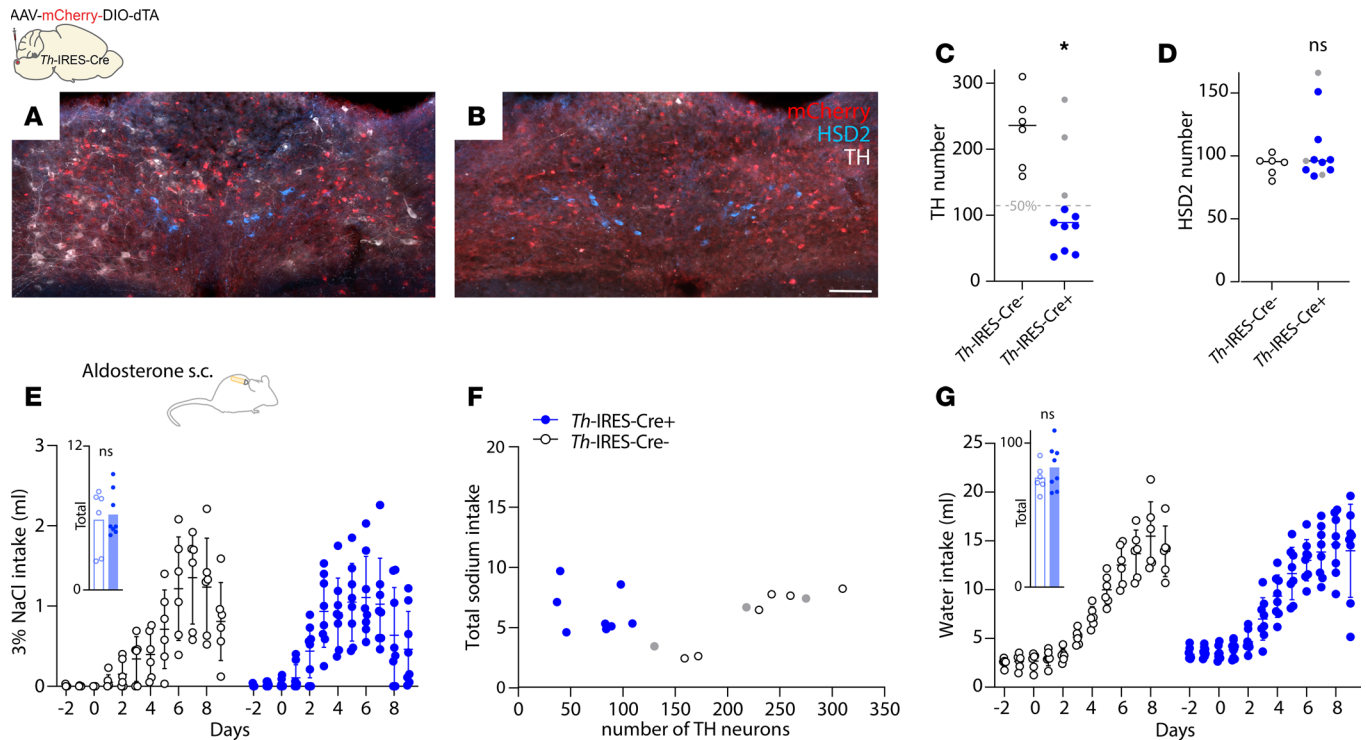 AAV-mCherry-DIO-dTA
Th-IRES-Cre
A
B
mCherry
HSD2
TH
C
*
TH number
300
200
100
0
-50%-
Th-IRES-Cre-
Th-IRES-Cre+
D
ns
HSD2 number
150
100
50
0
Th-IRES-Cre-
Th-IRES-Cre+
Aldosterone s.c.
E
3% NaCl intake (ml)
3
2
1
0
12
ns
Total
0
-2 0 2 4 6 8 -2 0 2 4 6 8
Days
F
Th-IRES-Cre+
Th-IRES-Cre-
Total sodium intake
20
15
10
5
0
0 50 100 150 200 250 300 350
number of TH neurons
G
Water intake (ml)
25
20
15
10
5
0
ns
100
Total
0
-2 0 2 4 6 8 -2 0 2 4 6 8
Days